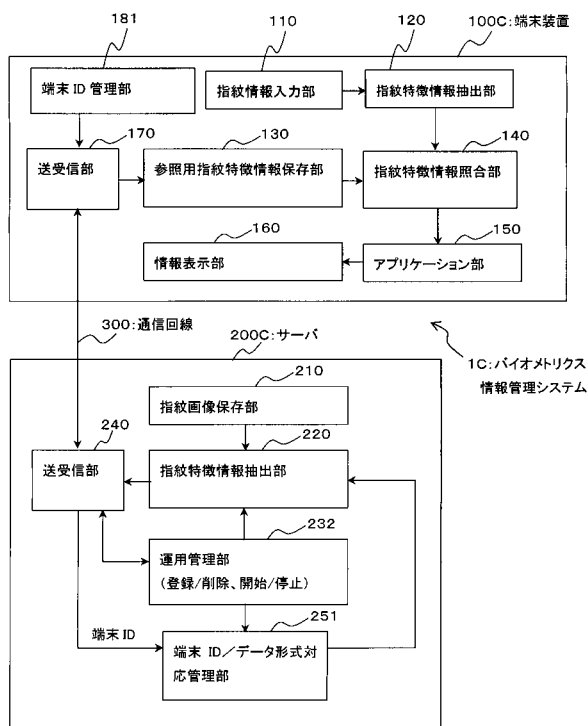 181
110
120
100C:端末装置
端末 ID 管理部
指紋情報入力部
指紋特徴情報抽出部
170
130
140
送受信部
参照用指紋特徴情報保存部
指紋特徴情報照合部
160
150
情報表示部
アプリケーション部
300:通信回線
200C:サーバ
1C:バイオメトリクス
情報管理システム
210
指紋画像保存部
240
220
送受信部
指紋特徴情報抽出部
232
運用管理部
(登録/削除、開始/停止)
251
端末 ID
端末 ID/データ形式対
応管理部